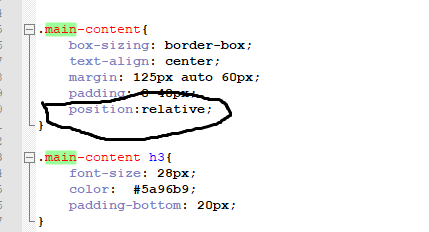 .main-content{
box-sizing: border-box;
text-align: center;
margin: 125px auto 60px;
padding: 0 40px;
position:relative;
}
.main-content h3{
font-size: 28px;
color:  #5a96b9;
padding-bottom: 20px;
}